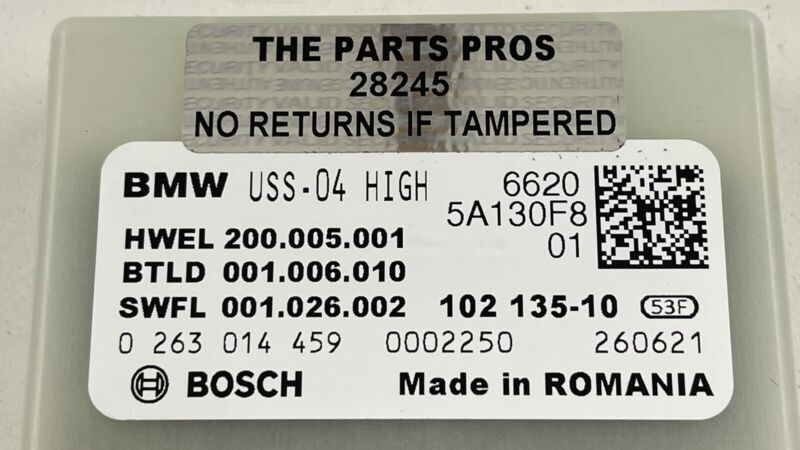 THE PARTS PROS
28245
NO RETURNS IF TAMPERED
BMW USS-04 HIGH 6620
5A130F8
HWEL 200.005.001 01
BTLD 001.006.010
SWFL 001.026.002 102 135-10 53F
0 263 014 459 0002250 260621
BOSCH Made in ROMANIA